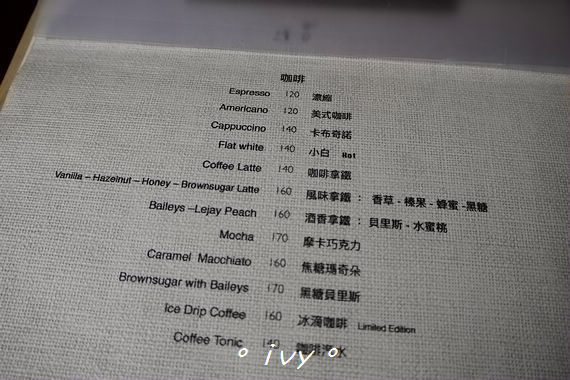 咖啡
Espresso 120 濃縮
Americano 120 美式咖啡
Cappuccino 140 卡布奇諾
Flat white 140 小白 Hot
Coffee Latte 140 咖啡拿鐵
Vanilla – Hazelnut – Honey – Brownsugar Latte 160 風味拿鐵 : 香草 - 榛果 - 蜂蜜 - 黑糖
Baileys – Lejay Peach 160 酒香拿鐵 : 貝里斯 - 水蜜桃
Mocha 170 摩卡巧克力
Caramel Macchiato 160 焦糖瑪奇朵
Brownsugar with Baileys 170 黑糖貝里斯
Ice Drip Coffee 160 冰滴咖啡 Limited Edition
Coffee Tonic 140 咖啡水
° ivy °